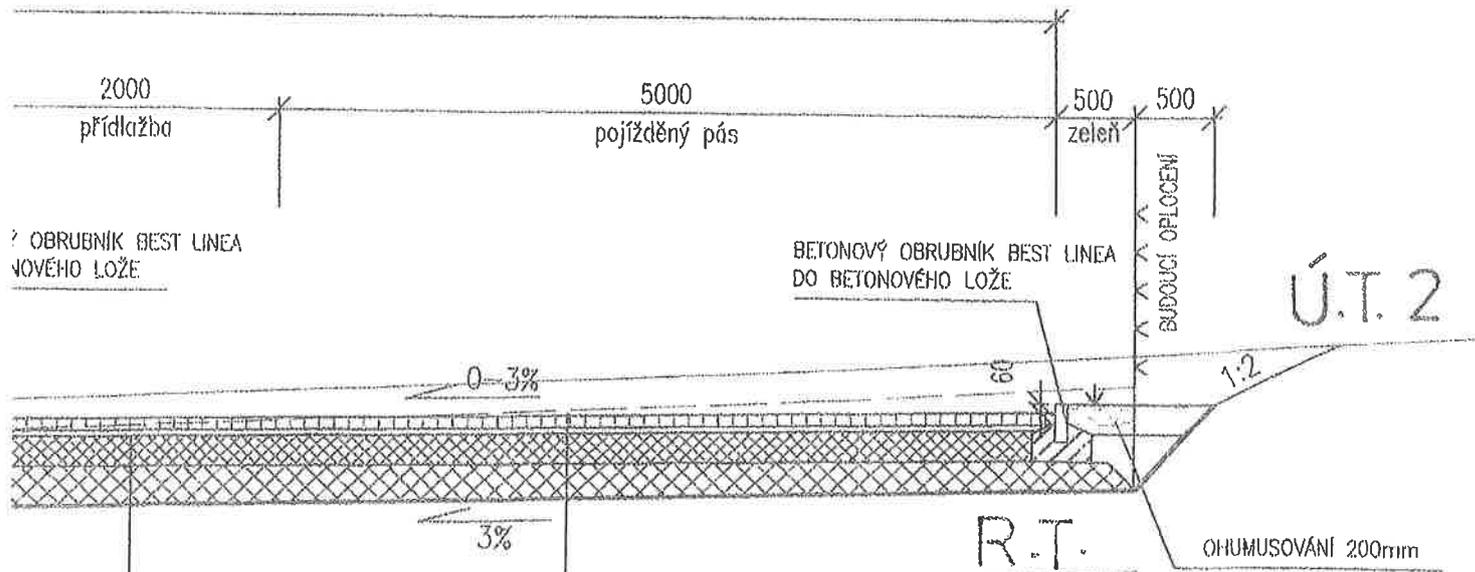 2000
přídlažba
5000
pojížděný pás
500
zeleň
500
BUDOUCÍ OPLOCENÍ
OBRUBNÍK BEST LINEA
NOVÉHO LOŽE
BETONOVÝ OBRUBNÍK BEST LINEA
DO BETONOVÉHO LOŽE
Ú.T. 2
0-3%
60
1:2
3%
R.T.
OHUMUSOVÁNÍ 200mm